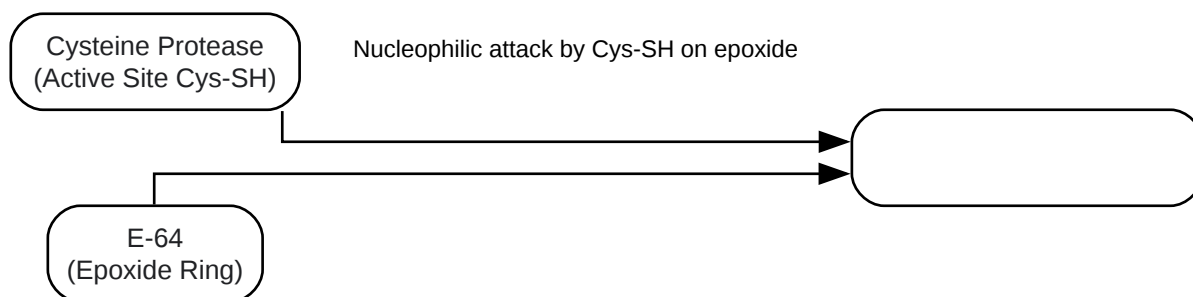 Cysteine Protease
(Active Site Cys-SH)
Nucleophilic attack by Cys-SH on epoxide
E-64
(Epoxide Ring)